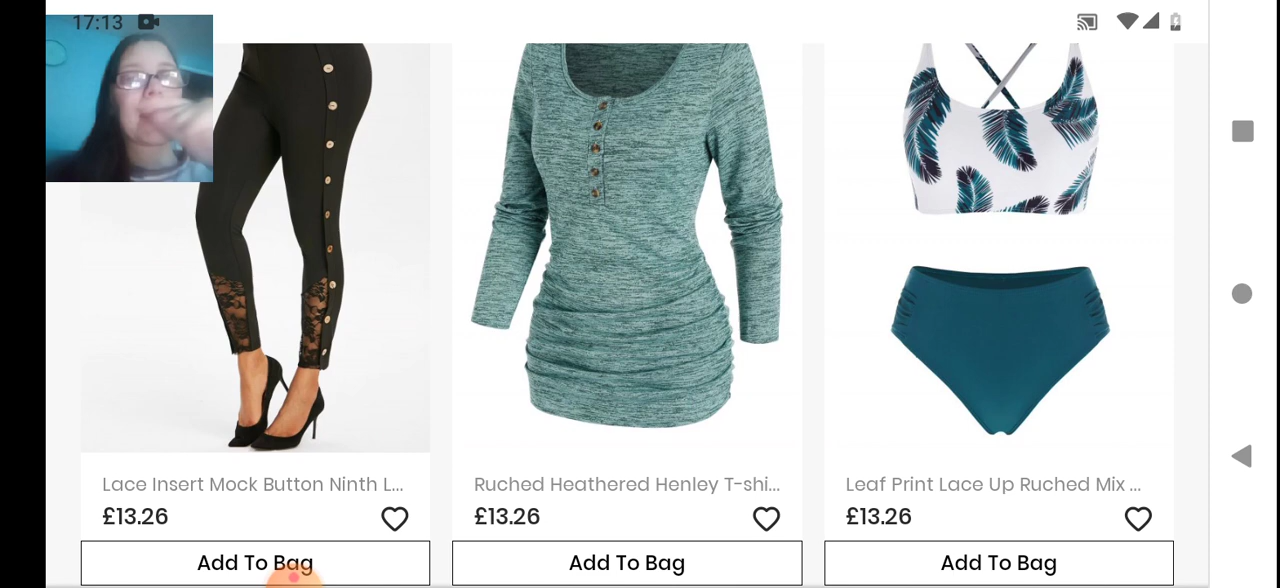 17:13
Lace Insert Mock Button Ninth L...
Ruched Heathered Henley T-shi...
Leaf Print Lace Up Ruched Mix ...
£13.26
£13.26
£13.26
Add To Bag
Add To Bag
Add To Bag